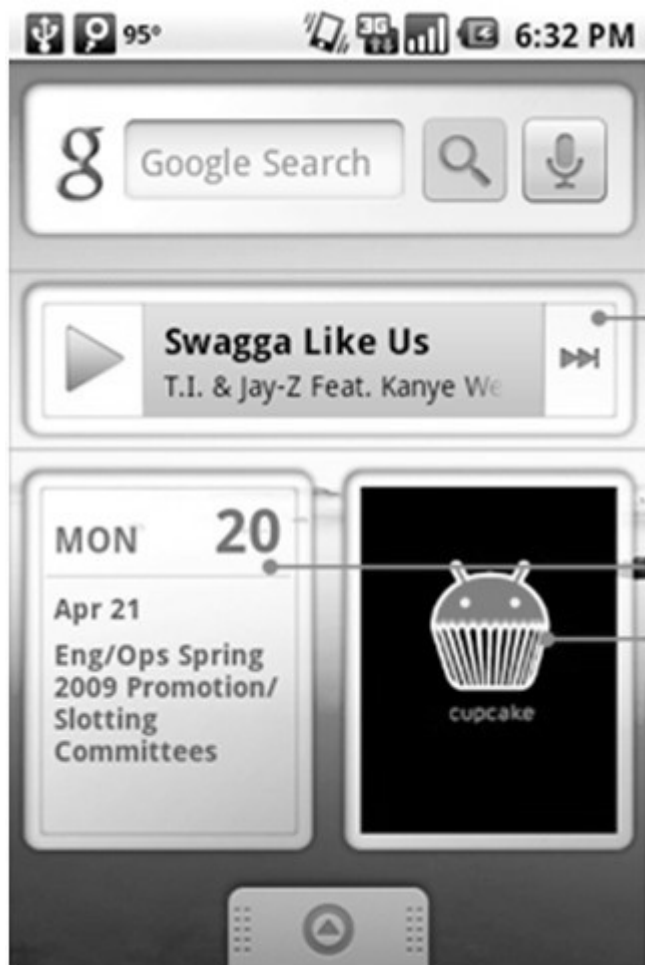 95° 3G 6:32 PM
g Google Search
Swagga Like Us
T.I. & Jay-Z Feat. Kanye We
MON 20
Apr 21
Eng/Ops Spring
2009 Promotion/
Slotting
Committees
cupcake